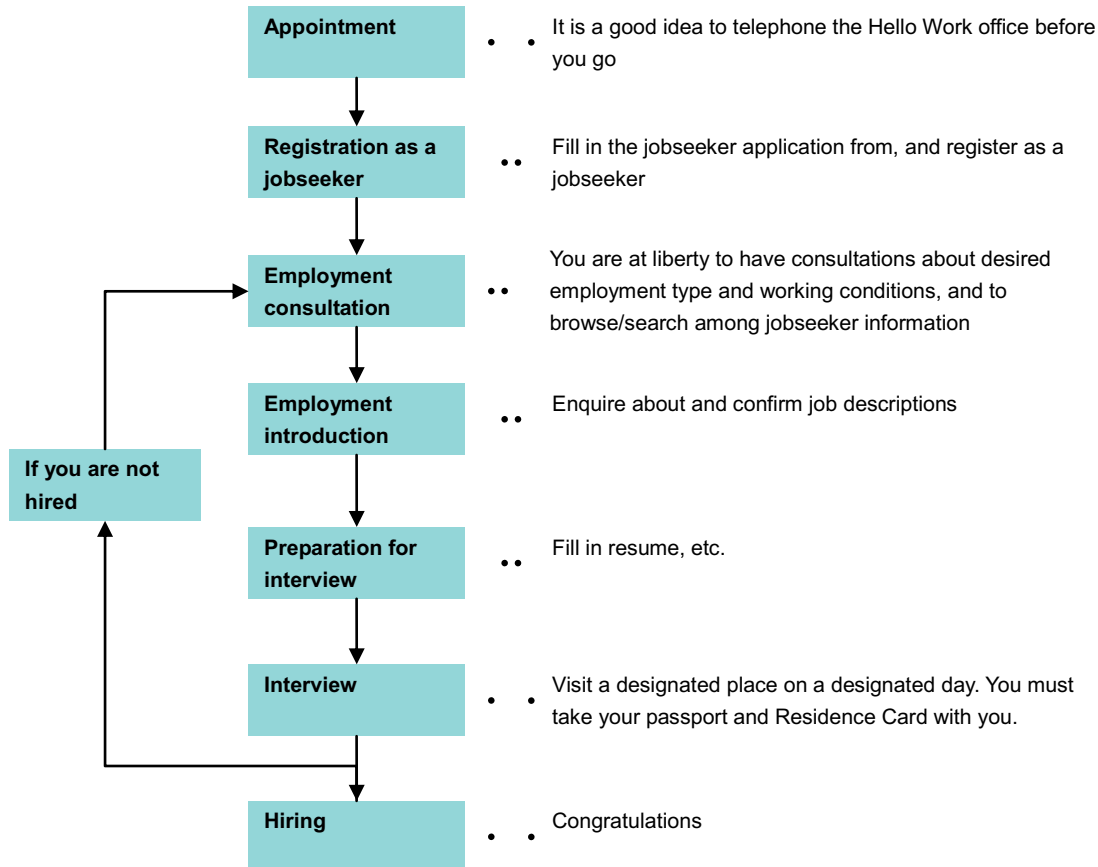 Appointment
It is a good idea to telephone the Hello Work office before
you go
Registration as a
jobseeker
Fill in the jobseeker application from, and register as a
jobseeker
Employment
consultation
You are at liberty to have consultations about desired
employment type and working conditions, and to
browse/search among jobseeker information
Employment
introduction
Enquire about and confirm job descriptions
If you are not
hired
Preparation for
interview
Fill in resume, etc.
Interview
Visit a designated place on a designated day. You must
take your passport and Residence Card with you.
Hiring
Congratulations